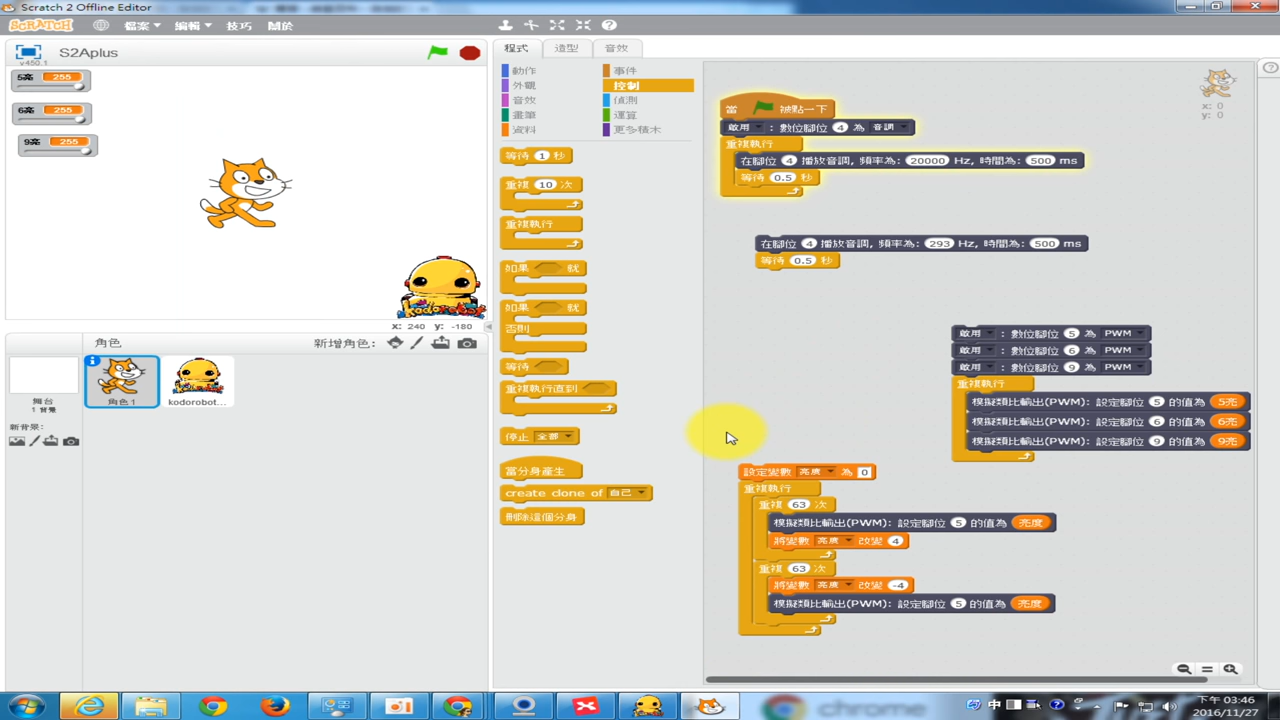 Scratch 2 Offline Editor
SCRATCH 檔案 編輯 技巧 關於
S2Aplus
v450.1
5亮 255
6亮 255
9亮 255
kodorobot
x: 240 y: -180
角色 新增角色:
舞台
1 背景
新背景:
角色1
kodorobot...
程式 造型 音效
動作 事件
外觀 控制
音效 偵測
畫筆 運算
資料 更多積木
等待 1 秒
重複 10 次
重複執行
如果 就
如果 就
否則
等待
重複執行直到
停止 全部
當分身產生
create clone of 自己
刪除這個分身
當 被點一下
啟用 : 數位腳位 4 為 音調
重複執行
在腳位 4 播放音調, 頻率為: 20000 Hz, 時間為: 500 ms
等待 0.5 秒
在腳位 4 播放音調, 頻率為: 293 Hz, 時間為: 500 ms
等待 0.5 秒
啟用 : 數位腳位 5 為 PWM
啟用 : 數位腳位 6 為 PWM
啟用 : 數位腳位 9 為 PWM
重複執行
模擬類比輸出(PWM): 設定腳位 5 的值為 5亮
模擬類比輸出(PWM): 設定腳位 6 的值為 6亮
模擬類比輸出(PWM): 設定腳位 9 的值為 9亮
設定變數 亮度 為 0
重複執行
重複 63 次
模擬類比輸出(PWM): 設定腳位 5 的值為 亮度
將變數 亮度 改變 4
重複 63 次
將變數 亮度 改變 -4
模擬類比輸出(PWM): 設定腳位 5 的值為 亮度
x: 0
y: 0
chrome
中
下午 03:46
2016/11/27